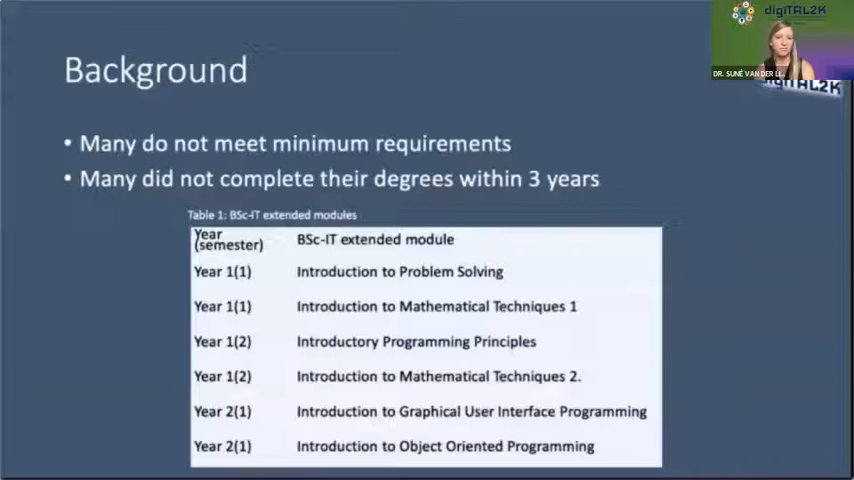 digiTAL2K
DR. SUNÉ VAN DER LI...
Background
• Many do not meet minimum requirements
• Many did not complete their degrees within 3 years
Table 1: BSc-IT extended modules
Year (semester) BSc-IT extended module
Year 1(1) Introduction to Problem Solving
Year 1(1) Introduction to Mathematical Techniques 1
Year 1(2) Introductory Programming Principles
Year 1(2) Introduction to Mathematical Techniques 2.
Year 2(1) Introduction to Graphical User Interface Programming
Year 2(1) Introduction to Object Oriented Programming